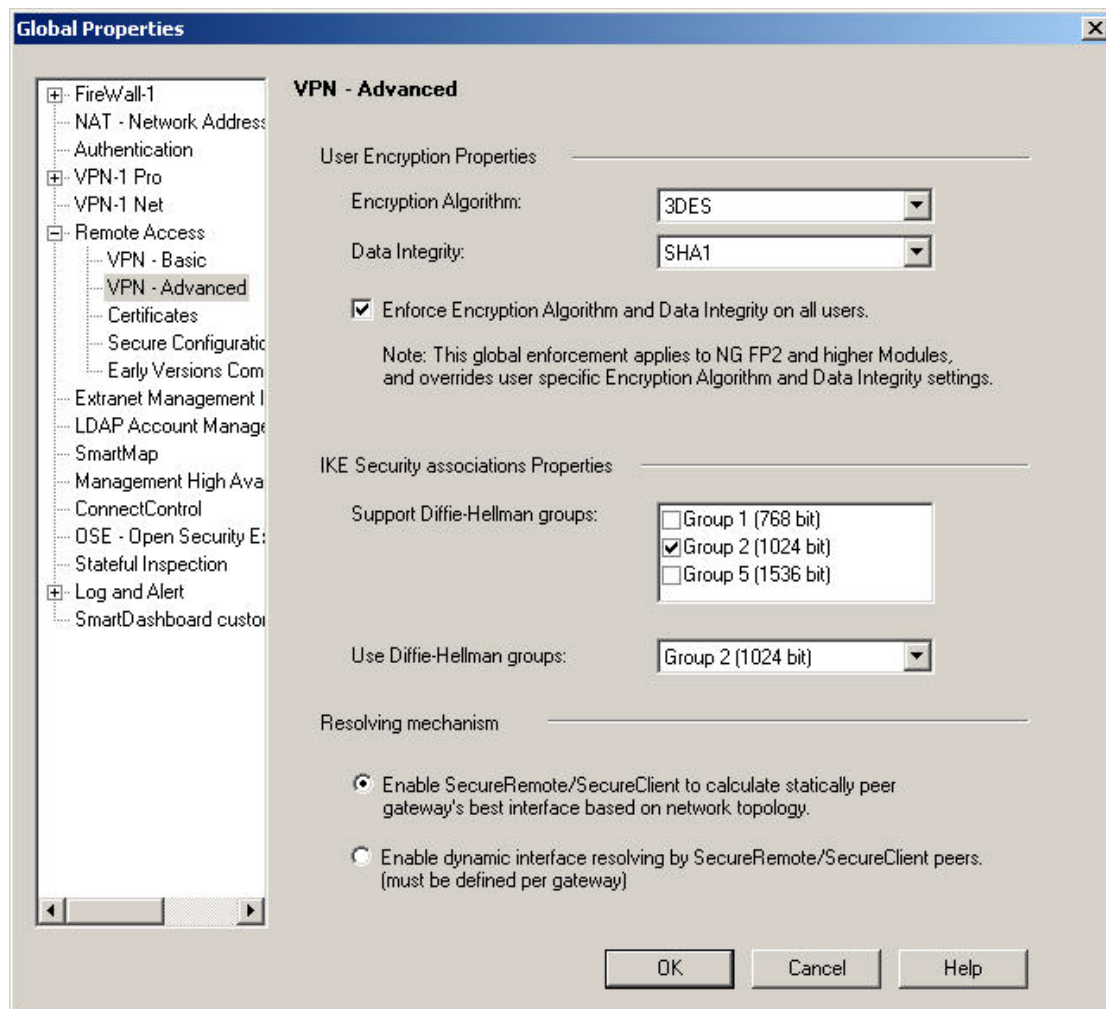 Global Properties
FireWall-1
NAT - Network Address
Authentication
VPN-1 Pro
VPN-1 Net
Remote Access
VPN - Basic
VPN - Advanced
Certificates
Secure Configuratic
Early Versions Com
Extranet Management I
LDAP Account Manage
SmartMap
Management High Ava
ConnectControl
OSE - Open Security E
Stateful Inspection
Log and Alert
SmartDashboard custo
VPN - Advanced
User Encryption Properties
Encryption Algorithm:
3DES
Data Integrity:
SHA1
Enforce Encryption Algorithm and Data Integrity on all users.
Note: This global enforcement applies to NG FP2 and higher Modules,
and overrides user specific Encryption Algorithm and Data Integrity settings.
IKE Security associations Properties
Support Diffie-Hellman groups:
Group 1 (768 bit)
Group 2 (1024 bit)
Group 5 (1536 bit)
Use Diffie-Hellman groups:
Group 2 (1024 bit)
Resolving mechanism
Enable SecureRemote/SecureClient to calculate statically peer
gateway's best interface based on network topology.
Enable dynamic interface resolving by SecureRemote/SecureClient peers.
(must be defined per gateway)
OK
Cancel
Help